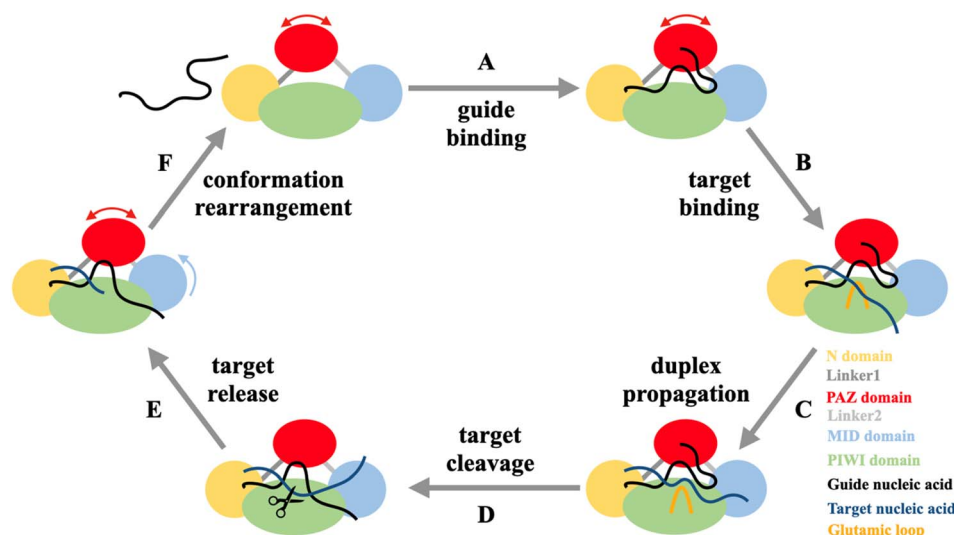 A
guide
binding
B
target
binding
C
duplex
propagation
D
target
cleavage
E
target
release
F
conformation
rearrangement
N domain
Linker1
PAZ domain
Linker2
MID domain
PIWI domain
Guide nucleic acid
Target nucleic acid
Glutamic loop